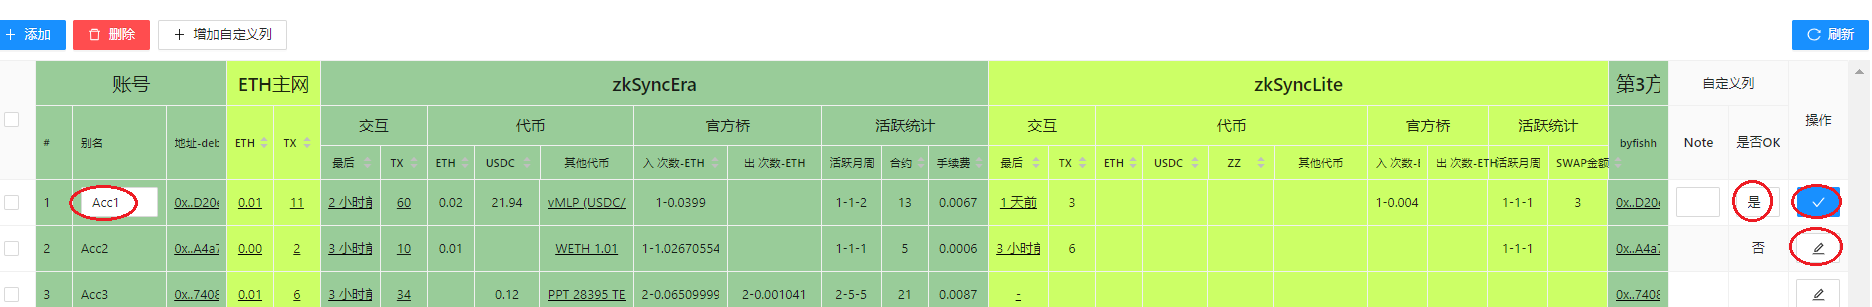 + 添加 删除 + 增加自定义列 刷新
账号 ETH主网 zkSyncEra zkSyncLite 第3方 自定义列 操作
交互 代币 官方桥 活跃统计 交互 代币 官方桥 活跃统计
# 别名 地址-deb ETH TX byfishh Note 是否OK
最后 TX ETH USDC 其他代币 入 次数-ETH 出 次数-ETH 活跃月周 合约 手续费 最后 TX ETH USDC ZZ 其他代币 入 次数-E 出 次数-ETH 活跃月周 SWAP金额
1 Acc1 0x..D20e 0.01 11 2 小时前 60 0.02 21.94 vMLP (USDC/ 1-0.0399 1-1-2 13 0.0067 1 天前 3 1-0.004 1-1-1 3 0x..D20e 是
2 Acc2 0x..A4a7 0.00 2 3 小时前 10 0.01 WETH 1.01 1-1.02670554 1-1-1 5 0.0006 3 小时前 6 1-1-1 0x..A4a7 否
3 Acc3 0x..7408 0.01 6 3 小时前 34 0.12 PPT 28395 TE 2-0.06509999 2-0.001041 2-5-5 21 0.0087 - 0x..7408